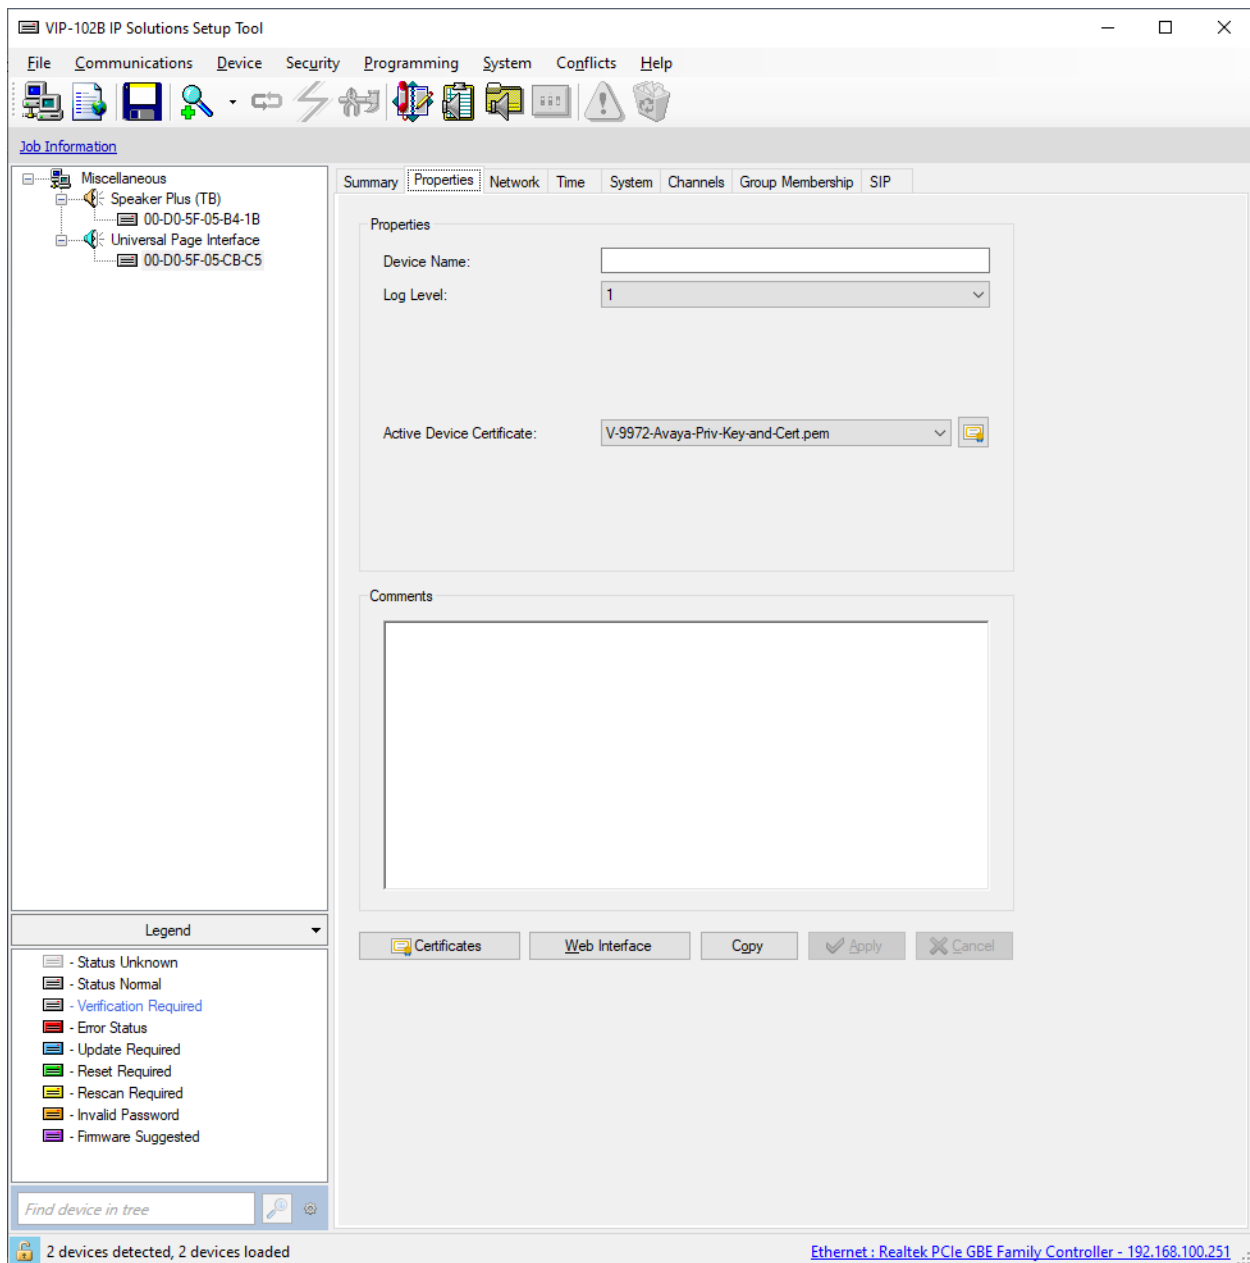 VIP-102B IP Solutions Setup Tool
File Communications Device Security Programming System Conflicts Help
Job Information
Miscellaneous
Speaker Plus (TB)
00-D0-5F-05-B4-1B
Universal Page Interface
00-D0-5F-05-CB-C5
Summary Properties Network Time System Channels Group Membership SIP
Properties
Device Name:
Log Level: 1
Active Device Certificate: V-9972-Avaya-Priv-Key-and-Cert.pem
Comments
Certificates Web Interface Copy Apply Cancel
Legend
- Status Unknown
- Status Normal
- Verification Required
- Error Status
- Update Required
- Reset Required
- Rescan Required
- Invalid Password
- Firmware Suggested
Find device in tree
2 devices detected, 2 devices loaded
Ethernet : Realtek PCIe GBE Family Controller - 192.168.100.251